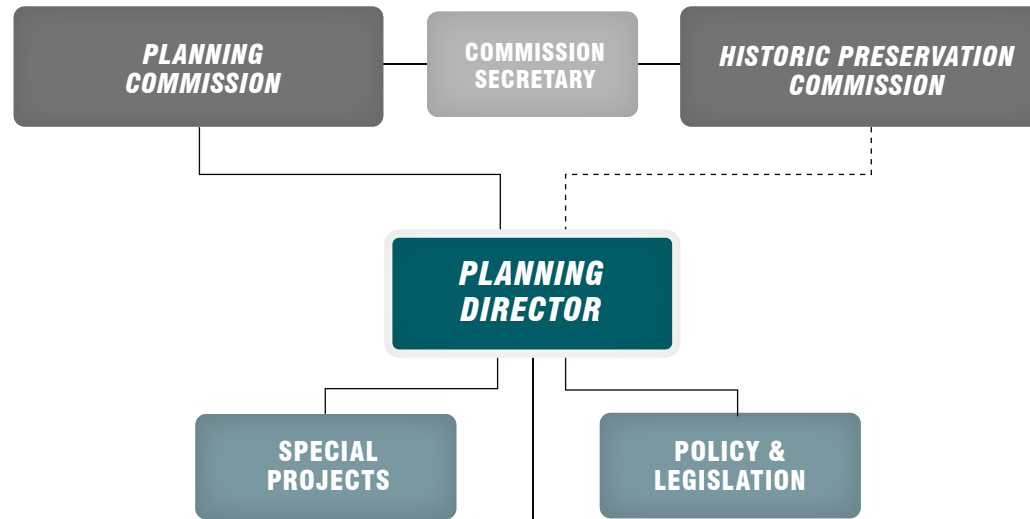 PLANNING
COMMISSION
COMMISSION
SECRETARY
HISTORIC PRESERVATION
COMMISSION
PLANNING
DIRECTOR
SPECIAL
PROJECTS
POLICY &
LEGISLATION